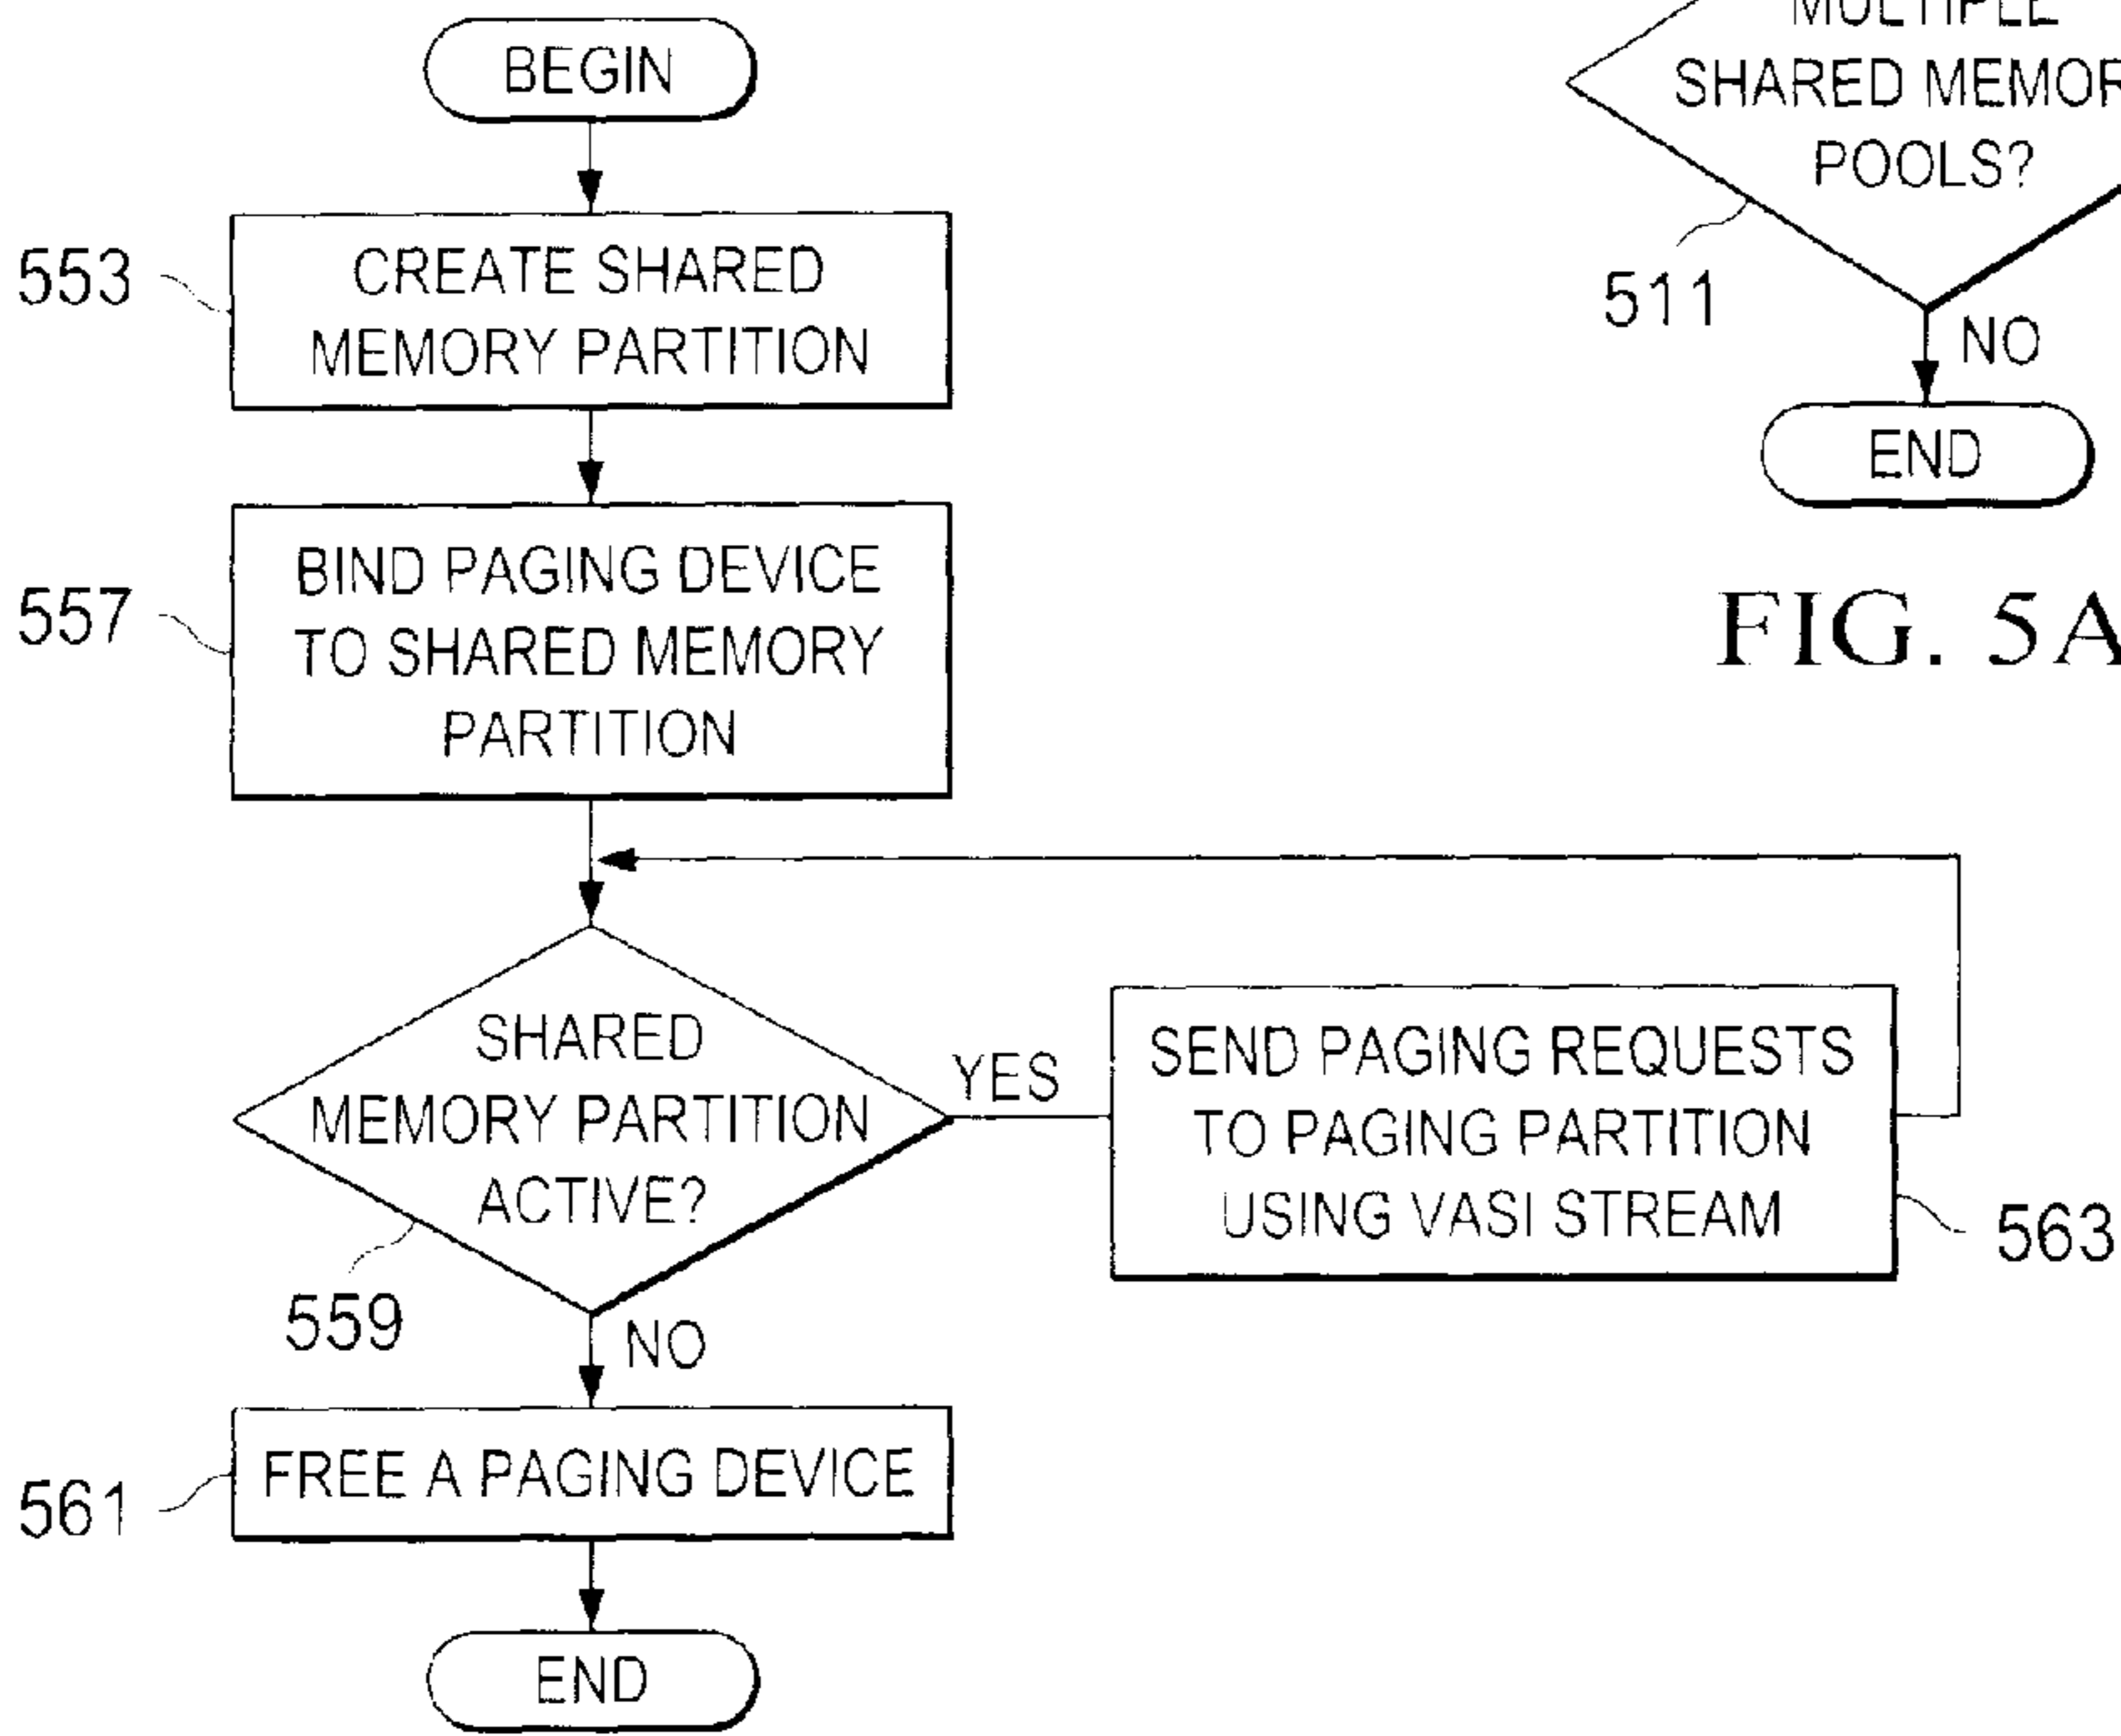 BEGIN
553
CREATE SHARED
MEMORY PARTITION
557
BIND PAGING DEVICE
TO SHARED MEMORY
PARTITION
SHARED
MEMORY PARTITION
ACTIVE?
559
YES
SEND PAGING REQUESTS
TO PAGING PARTITION
USING VASI STREAM
563
NO
561
FREE A PAGING DEVICE
END
MULTIPLE
SHARED MEMOR
POOLS?
511
NO
END
FIG. 5A